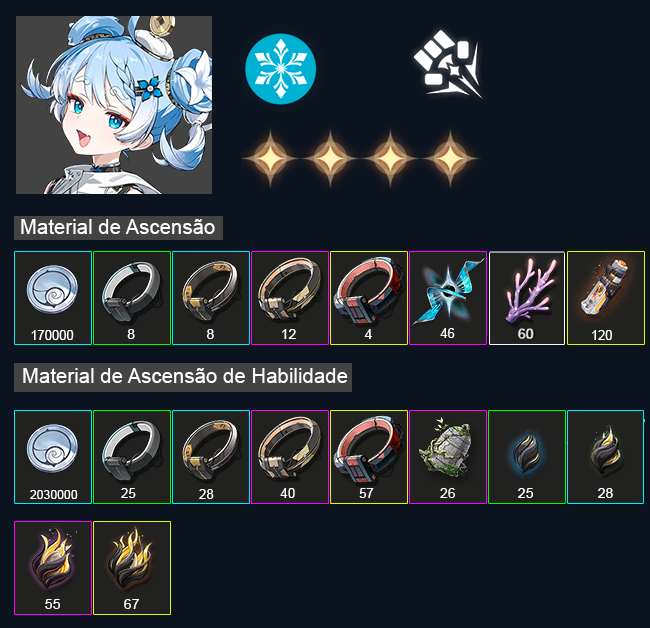 Material de Ascensão
170000 8 8 12 4 46 60 120
Material de Ascensão de Habilidade
2030000 25 28 40 57 26 25 28
55 67